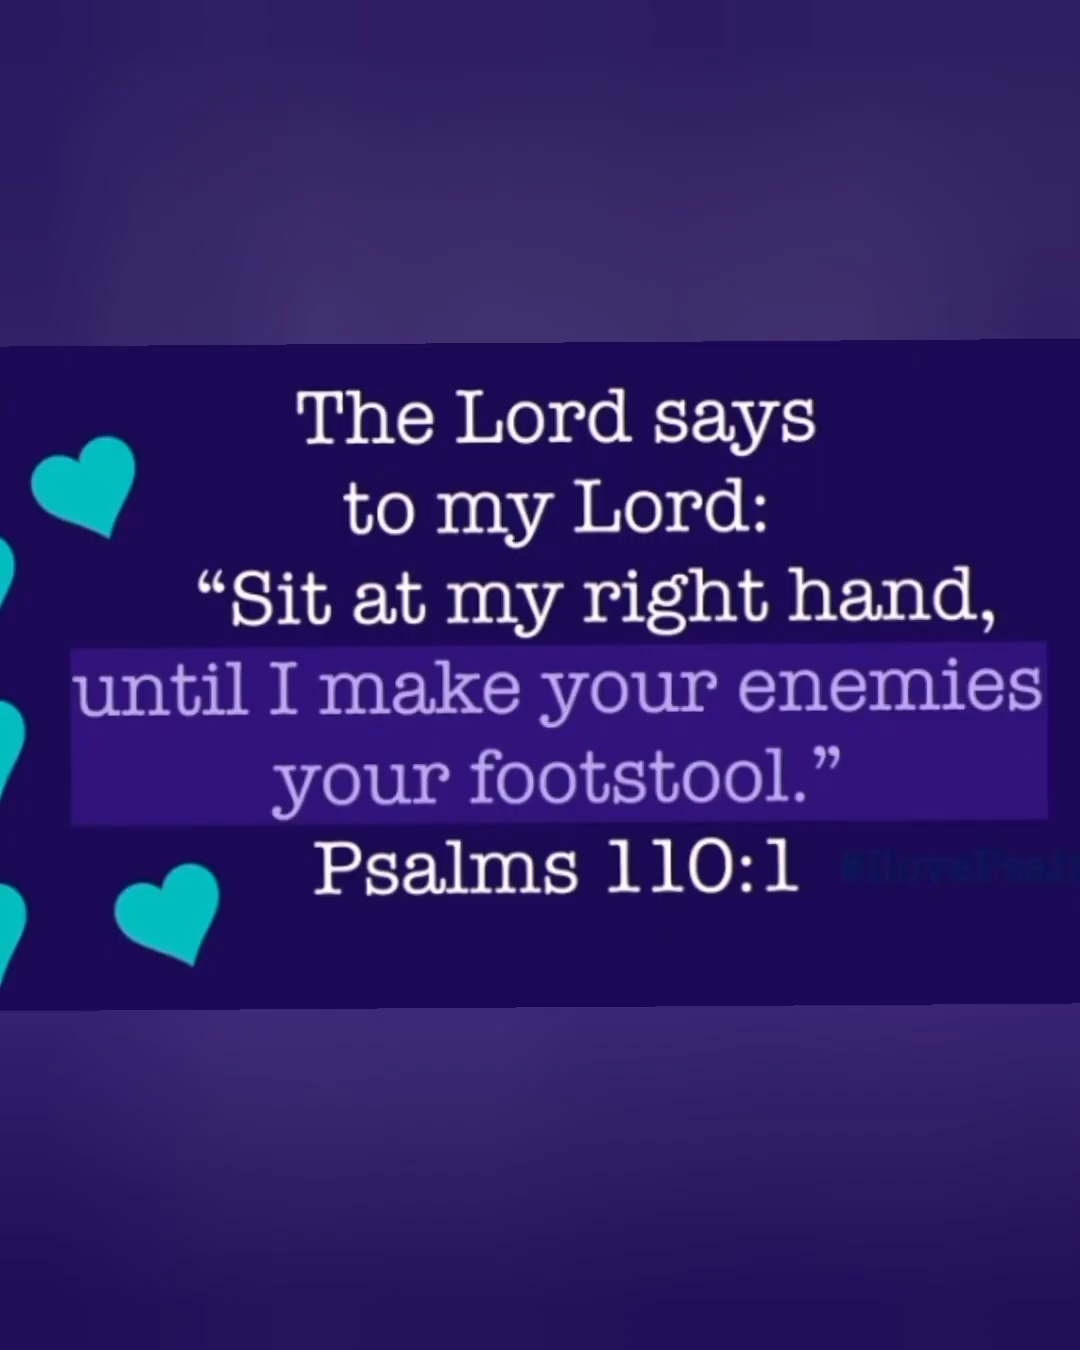 The Lord says
to my Lord:
“Sit at my right hand,
until I make your enemies
your footstool.”
Psalms 110:1